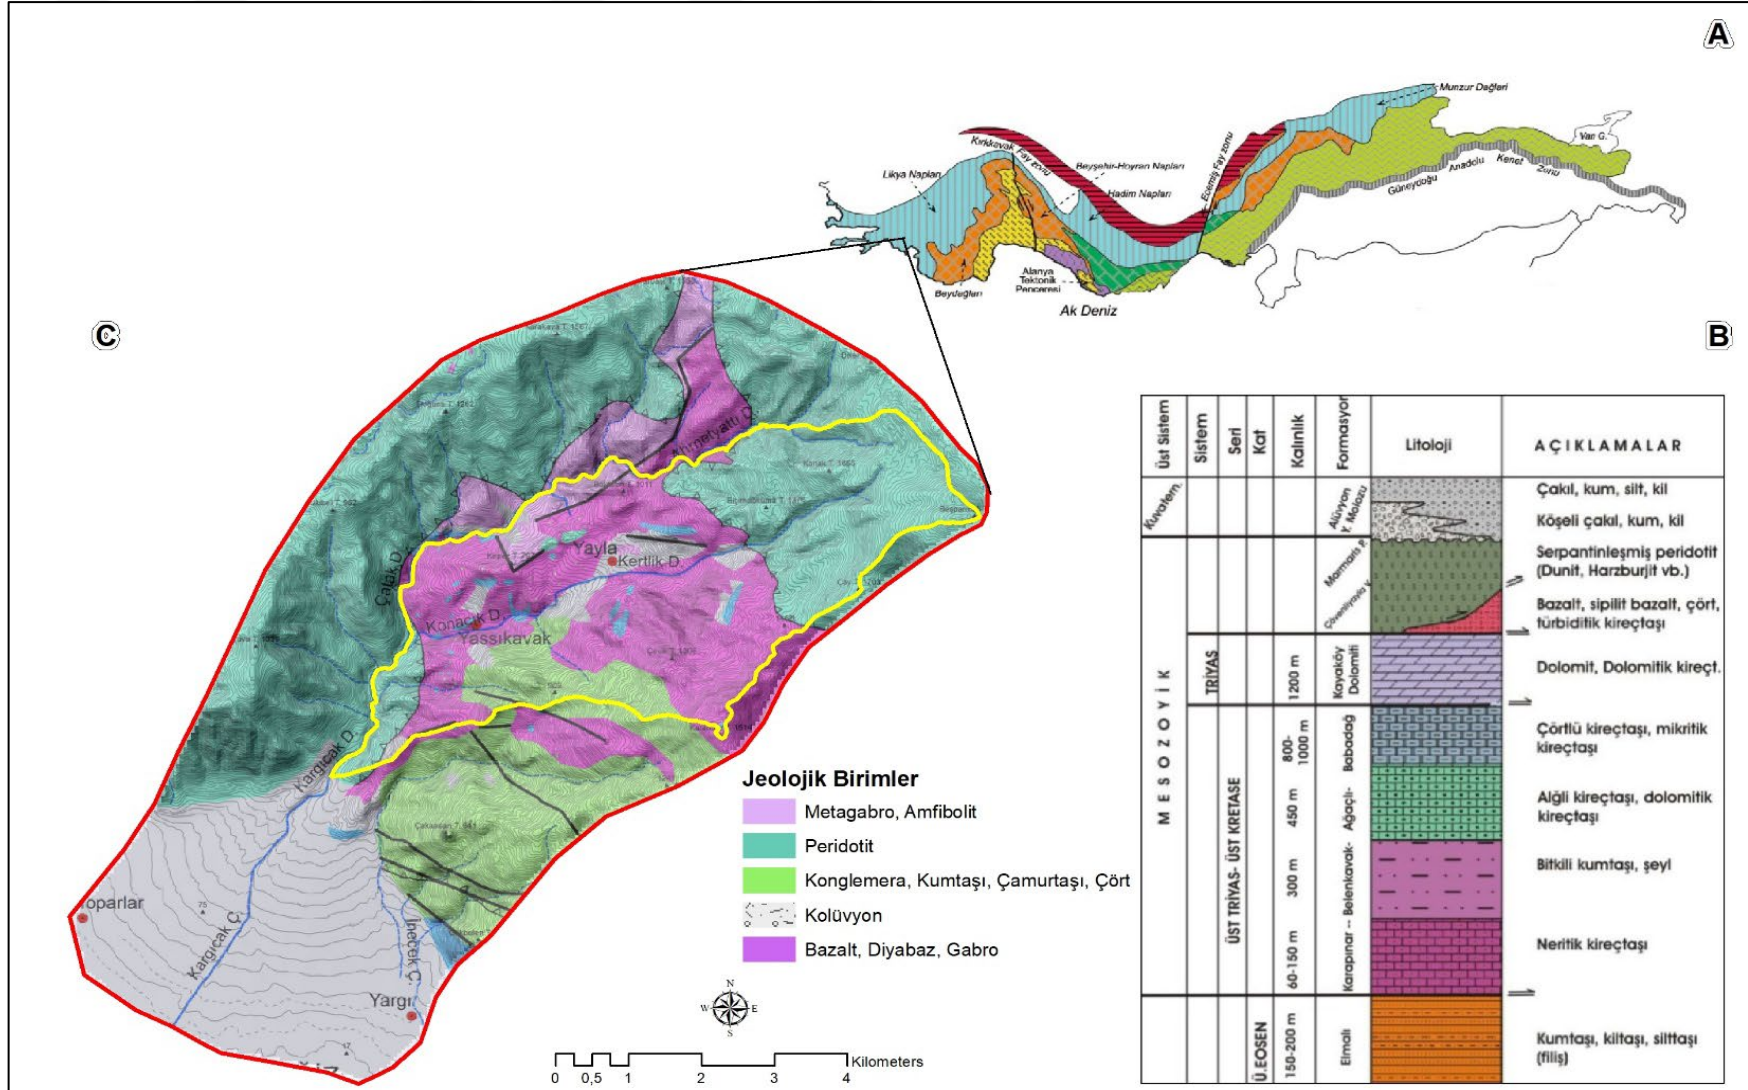 A
Munzur Dağları
Van G.
Kırkkavak Fay zonu
Ecemiş Fay zonu
Beyşehir-Hoyran Napları
Likya Napları
Hadim Napları
Güneydoğu Anadolu Kenet Zonu
Alanya
Tektonik
Penceresi
Beydağları
Ak Deniz
B
C
Yayla
Kertlik D.
Çatak D.
Konacık D.
Yassıkavak
Kargıcak D.
Kargıcak Ç.
İnecek Ç.
oparlar
Yargı
75
17
Jeolojik Birimler
Metagabro, Amfibolit
Peridotit
Konglemera, Kumtaşı, Çamurtaşı, Çört
Kolüvyon
Bazalt, Diyabaz, Gabro
N
W E
S
0 0,5 1 2 3 4 Kilometers
Üst Sistem Sistem Seri Kat Kalınlık Formasyon Litoloji AÇIKLAMALAR
Kuvatern.
Alüvyon
Y. Molozu
Çakıl, kum, silt, kil
Köşeli çakıl, kum, kil
Marmaris P.
Serpantinleşmiş peridotit
(Dunit, Harzburjit vb.)
Bazalt, sipilit bazalt, çört,
türbiditik kireçtaşı
MESOZOYİK
TRİYAS
1200 m
Kayaköy
Dolomiti
Dolomit, Dolomitik kireçt.
ÜST TRİYAS- ÜST KRETASE
800-
1000 m
Babadağ
Çörtlü kireçtaşı, mikritik
kireçtaşı
450 m
Ağaçlı-
Alğli kireçtaşı, dolomitik
kireçtaşı
300 m
Belenkavak-
Bitkili kumtaşı, şeyl
60-150 m
Karapınar --
Neritik kireçtaşı
Ü.EOSEN
150-200 m
Elmalı
Kumtaşı, kiltaşı, silttaşı
(filiş)